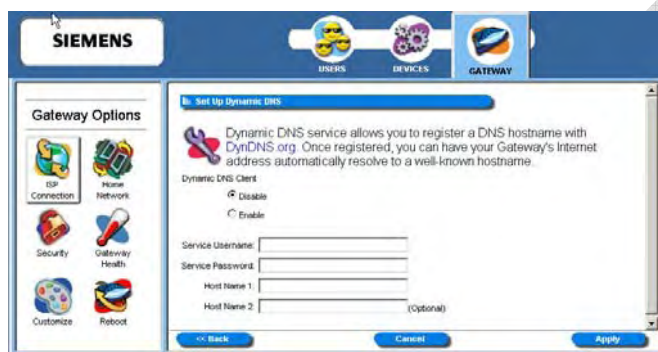 SIEMENS
USERS
DEVICES
GATEWAY
Gateway Options
ISP Connection
Home Network
Security
Gateway Health
Customize
Reboot
Set Up Dynamic DNS
Dynamic DNS service allows you to register a DNS hostname with
DynDNS.org. Once registered, you can have your Gateway's Internet
address automatically resolve to a well-known hostname.
Dynamic DNS Client
Disable
Enable
Service Username:
Service Password:
Host Name 1:
Host Name 2: (Optional)
<< Back
Cancel
Apply